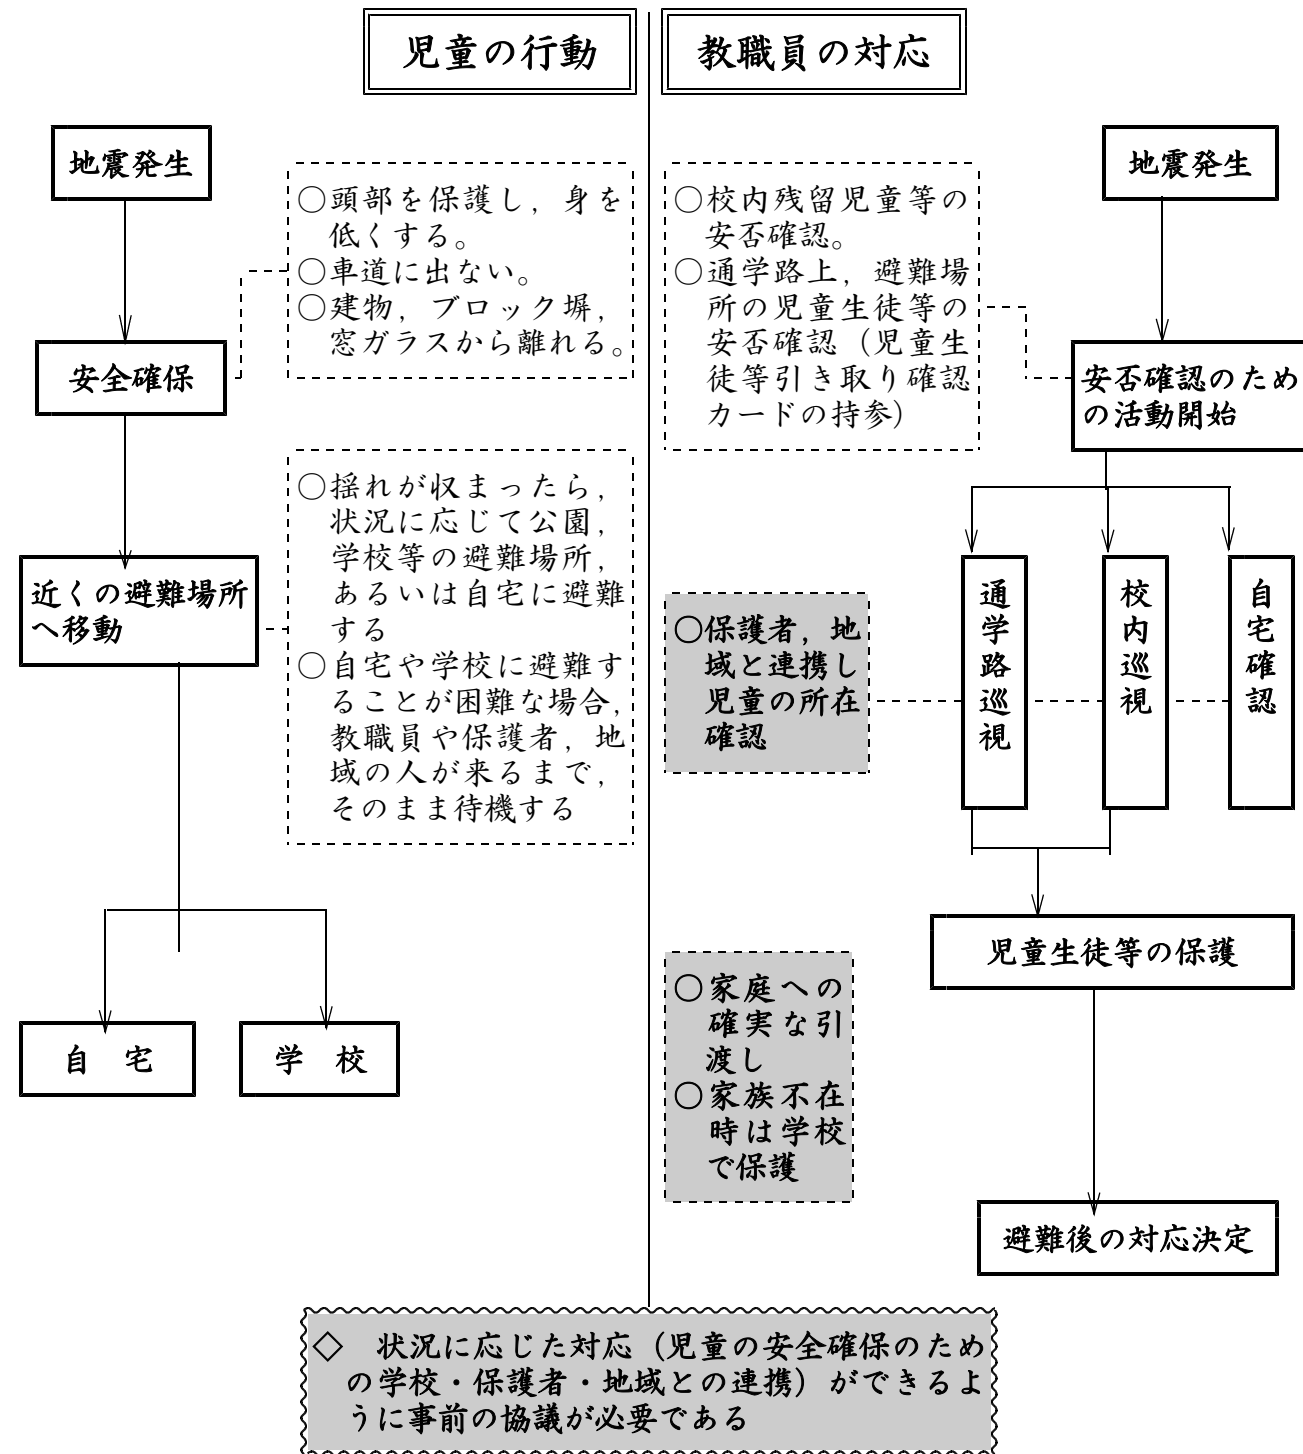 児童の行動
教職員の対応
地震発生
○頭部を保護し，身を
低くする。
○車道に出ない。
○建物，ブロック塀，
窓ガラスから離れる。
安全確保
○揺れが収まったら，
状況に応じて公園，
学校等の避難場所，
あるいは自宅に避難
する
○自宅や学校に避難す
ることが困難な場合，
教職員や保護者，地
域の人が来るまで，
そのまま待機する
近くの避難場所
へ移動
自　宅
学　校
地震発生
○校内残留児童等の
安否確認。
○通学路上，避難場
所の児童生徒等の
安否確認（児童生
徒等引き取り確認
カードの持参）
安否確認のため
の活動開始
○保護者，地
域と連携し
児童の所在
確認
通学路巡視
校内巡視
自宅確認
児童生徒等の保護
○家庭への
確実な引
渡し
○家族不在
時は学校
で保護
避難後の対応決定
◇　状況に応じた対応（児童の安全確保のため
の学校・保護者・地域との連携）ができるよ
うに事前の協議が必要である